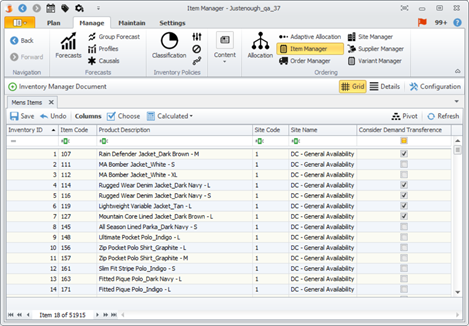 Item Manager - Justenough_qa_37
Plan Manage Maintain Settings 99+
Back
Forward
Navigation
Forecasts
Group Forecast
Profiles
Causals
Forecasts
Classification
Inventory Policies
Content
Allocation
Adaptive Allocation
Item Manager
Order Manager
Site Manager
Supplier Manager
Variant Manager
Ordering
Inventory Manager Document Grid Details Configuration
Mens Items
Save Undo Columns Choose Calculated Pivot Refresh
Inventory ID Item Code Product Description Site Code Site Name Consider Demand Transference
1 107 Rain Defender Jacket_Dark Brown - M 1 DC - General Availability
2 111 MA Bomber Jacket_White - S 1 DC - General Availability
3 112 MA Bomber Jacket_White - XL 1 DC - General Availability
4 114 Rugged Wear Denim Jacket_Dark Navy - L 1 DC - General Availability
5 116 Rugged Wear Denim Jacket_Dark Navy - S 1 DC - General Availability
6 119 Lightweight Variable Jacket_Tan - L 1 DC - General Availability
7 127 Mountain Core Lined Jacket_Dark Brown - L 1 DC - General Availability
8 145 All Season Lined Parka_Dark Navy - S 1 DC - General Availability
9 148 Ultimate Pocket Polo_Indigo - L 1 DC - General Availability
10 156 Zip Pocket Polo Shirt_Graphite - L 1 DC - General Availability
11 157 Zip Pocket Polo Shirt_Graphite - M 1 DC - General Availability
12 161 Slim Fit Stripe Polo_Indigo - S 1 DC - General Availability
13 163 Fitted Pique Polo_Dark Navy - L 1 DC - General Availability
14 171 Fitted Pique Polo_Indigo - L 1 DC - General Availability
Item 18 of 51915